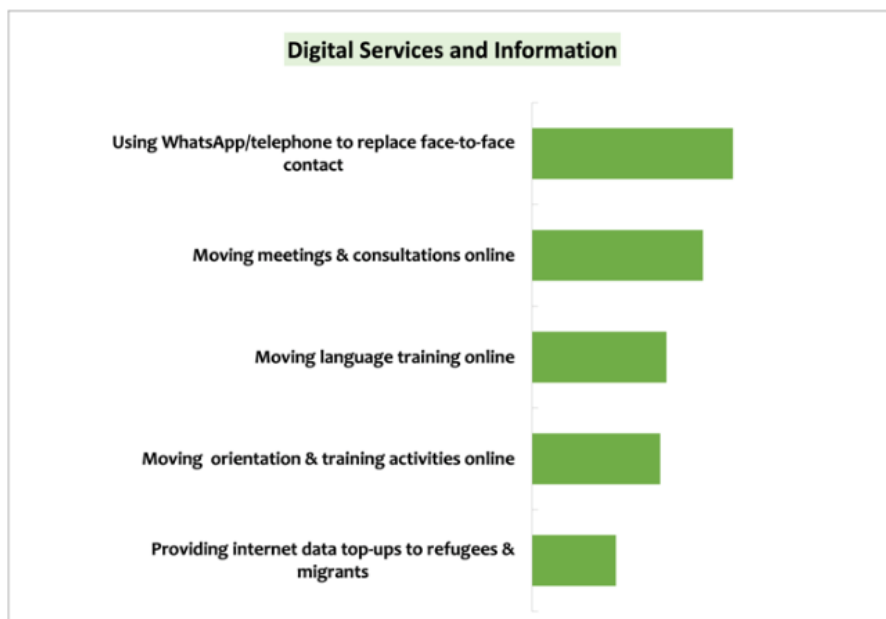 Digital Services and Information
Using WhatsApp/telephone to replace face-to-face
contact
Moving meetings & consultations online
Moving language training online
Moving orientation & training activities online
Providing internet data top-ups to refugees &
migrants